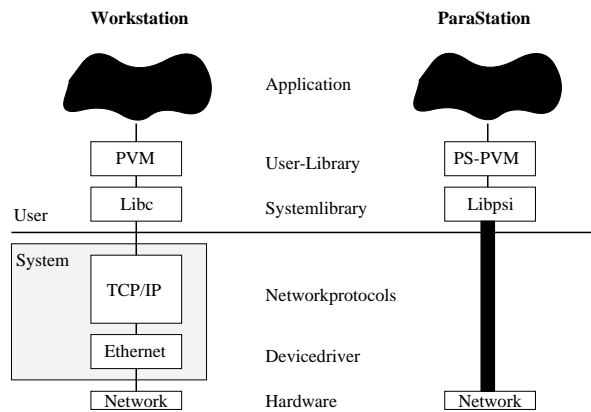 Workstation
ParaStation
Application
PVM
User-Library
PS-PVM
Libc
Systemlibrary
Libpsi
User
System
TCP/IP
Networkprotocols
Ethernet
Devicedriver
Network
Hardware
Network